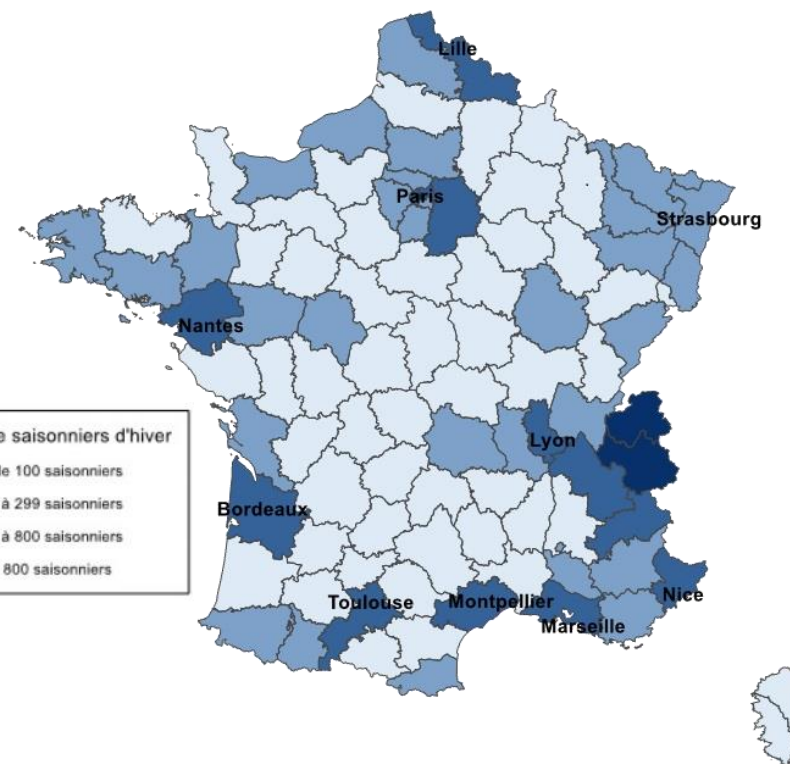 Lille
Paris
Strasbourg
Nantes
e saisonniers d'hiver
de 100 saisonniers
à 299 saisonniers
à 800 saisonniers
800 saisonniers
Lyon
Bordeaux
Toulouse
Montpellier
Nice
Marseille